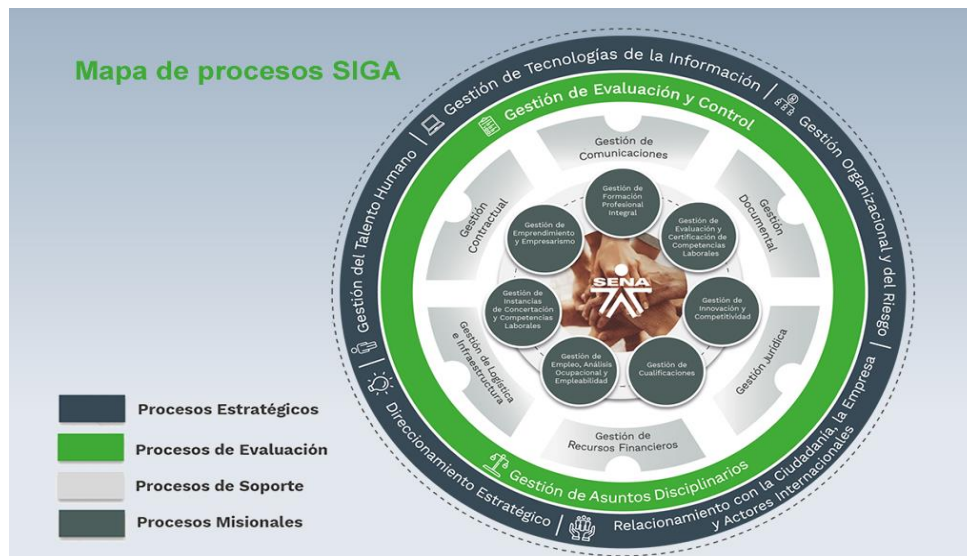 Mapa de procesos SIGA
Gestión de Tecnologías de la Información
Gestión Organizacional y del Riesgo
Relacionamiento con la Ciudadanía, la Empresa
y Actores Internacionales
Direccionamiento Estratégico
Gestión del Talento Humano
Gestión de Evaluación y Control
Gestión de Asuntos Disciplinarios
Gestión de
Comunicaciones
Gestión
Documental
Gestión Jurídica
Gestión de
Recursos Financieros
Gestión de Logística
e Infraestructura
Gestión
Contractual
Gestión de
Formación
Profesional
Integral
Gestión de
Evaluación y
Certificación de
Competencias
Laborales
Gestión de
Innovación y
Competitividad
Gestión de
Cualificaciones
Gestión de
Empleo, Análisis
Ocupacional y
Empleabilidad
Gestión de
Instancias
de Concertación
y Competencias
Laborales
Gestión de
Emprendimiento
y Empresarismo
SENA
Procesos Estratégicos
Procesos de Evaluación
Procesos de Soporte
Procesos Misionales